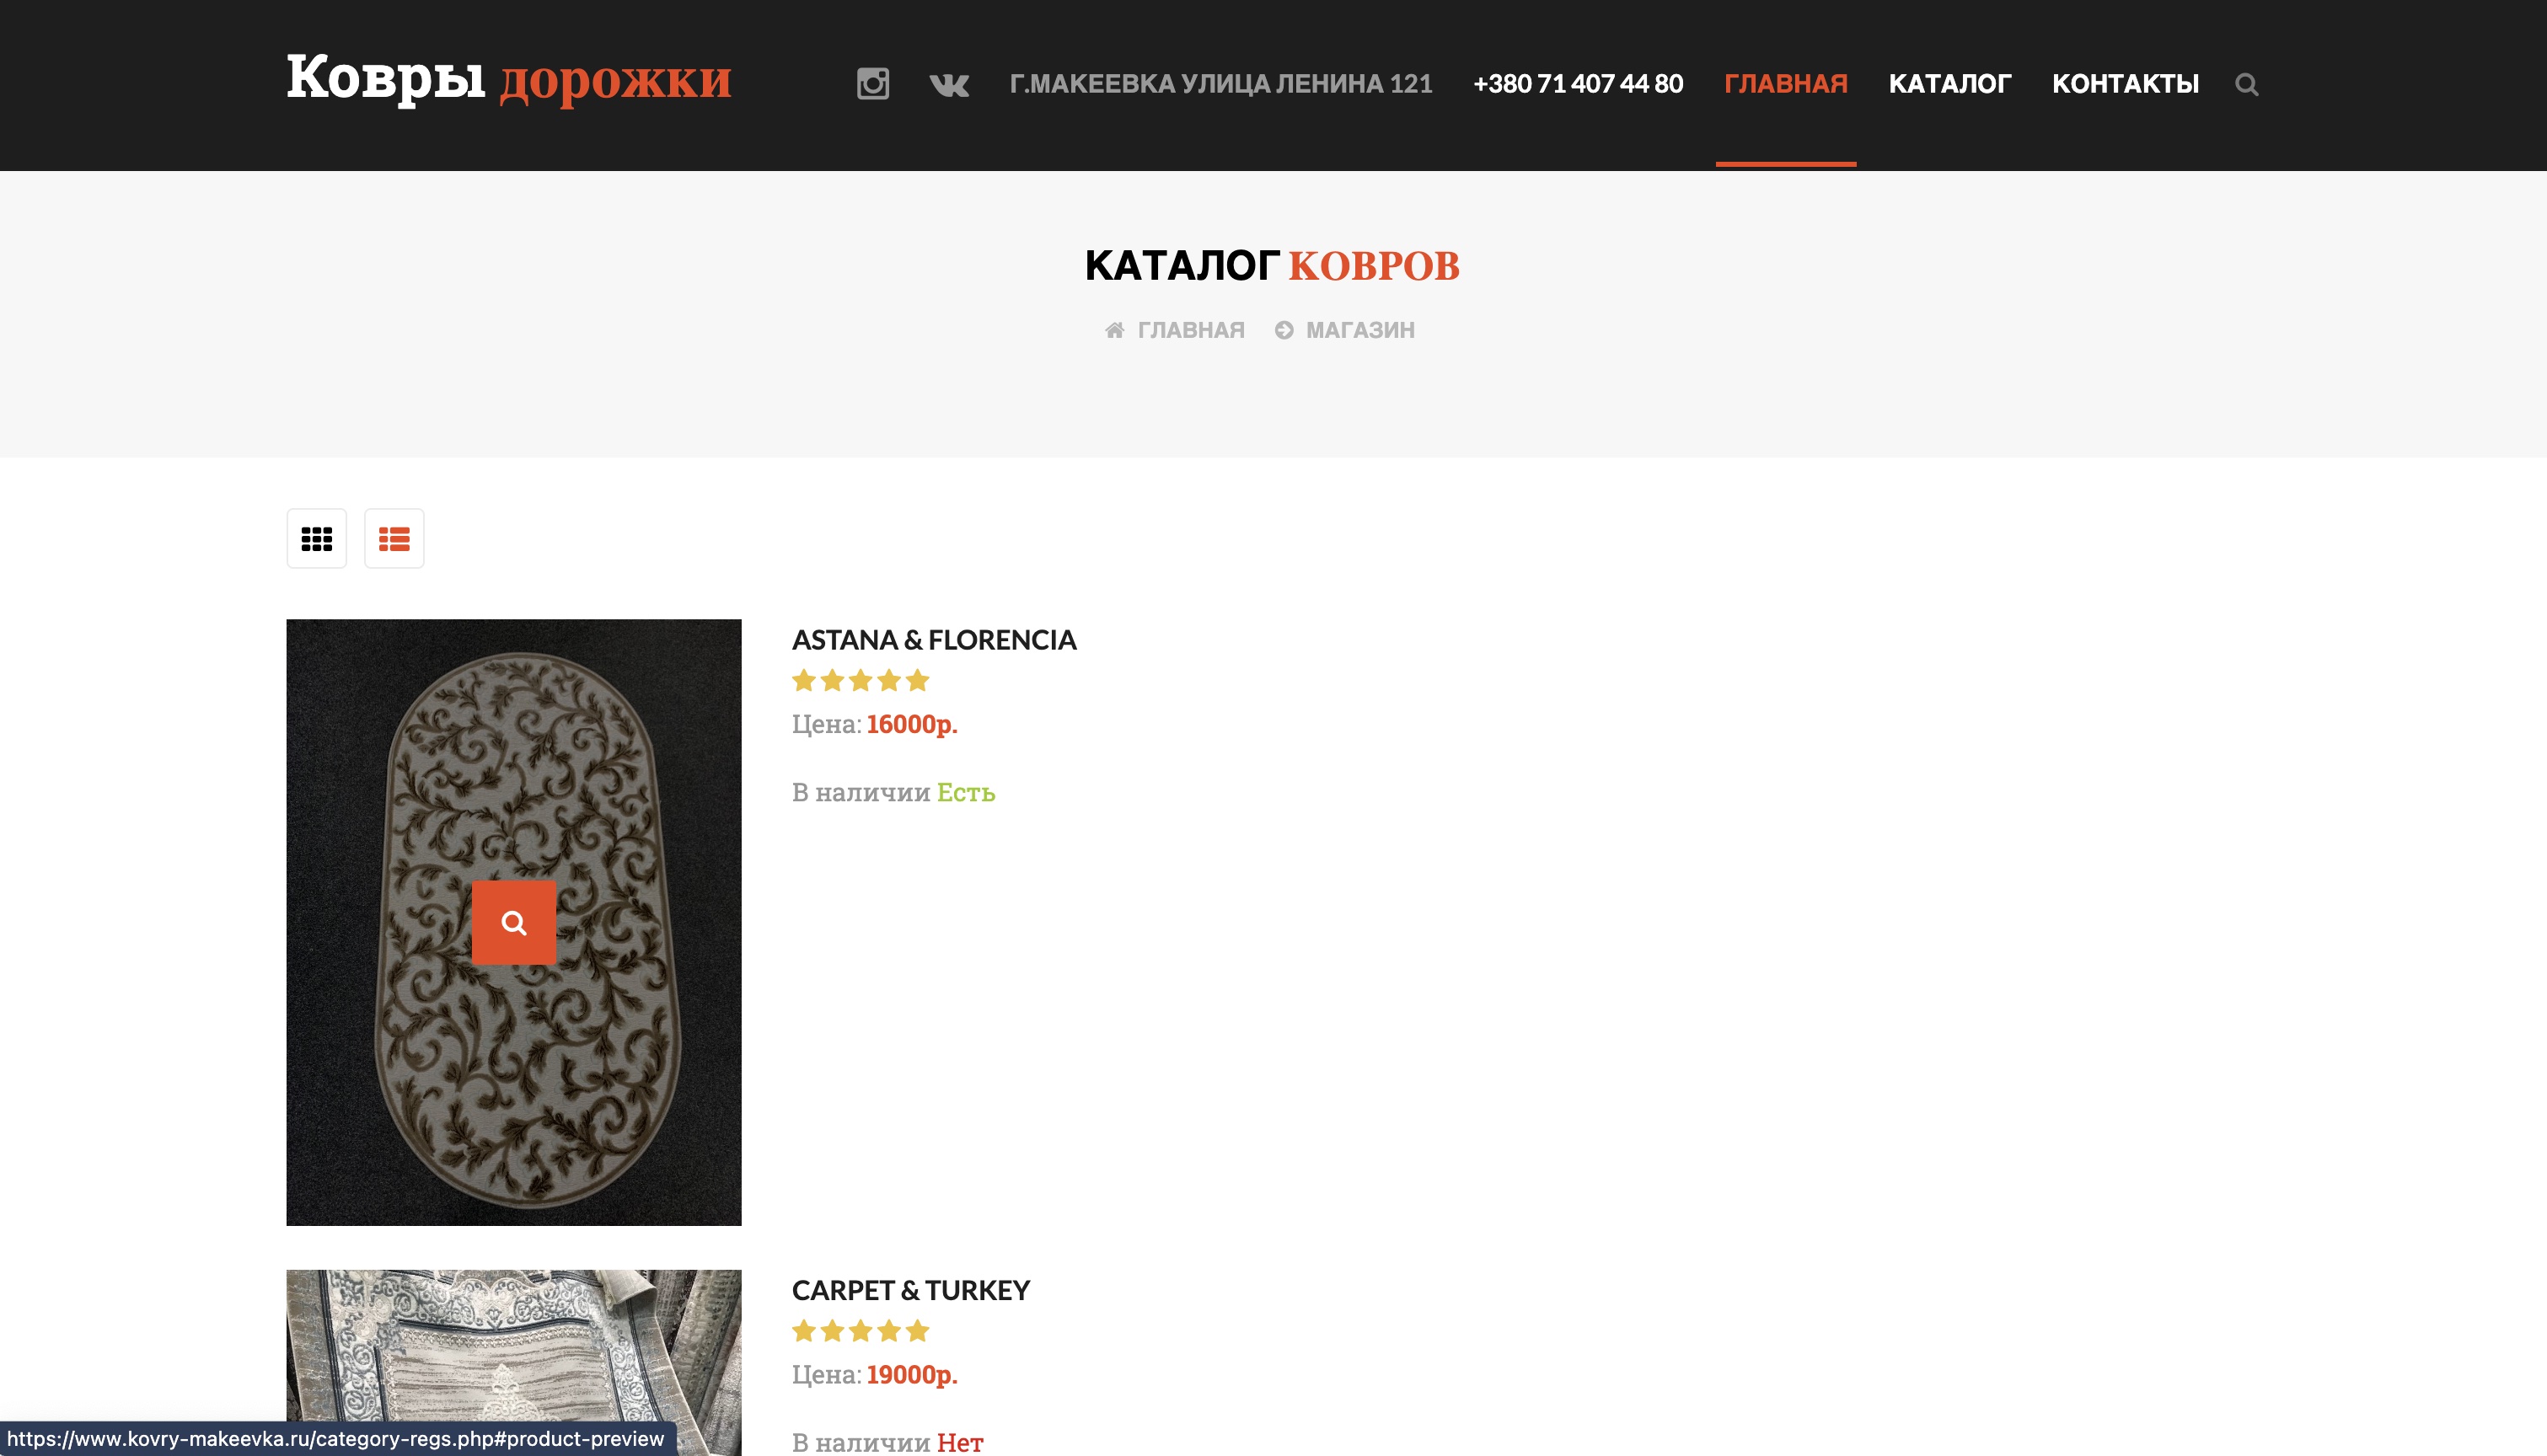 Ковры дорожки
Г.МАКЕЕВКА УЛИЦА ЛЕНИНА 121 +380 71 407 44 80 ГЛАВНАЯ КАТАЛОГ КОНТАКТЫ
КАТАЛОГ КОВРОВ
ГЛАВНАЯ МАГАЗИН
ASTANA & FLORENCIA
Цена: 16000р.
В наличии Есть
CARPET & TURKEY
Цена: 19000р.
В наличии Нет
https://www.kovry-makeevka.ru/category-regs.php#product-preview